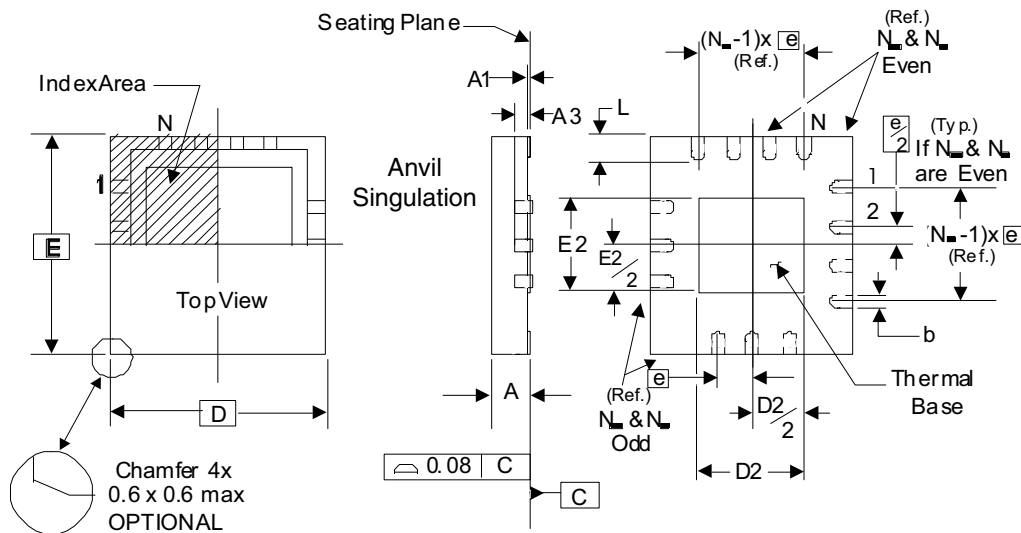 Seating Plane
(Ref.)
(N -1)x e
(Ref.)
N & N
Even
A1
IndexArea
L
A3
N
N
e/2
(Typ.)
If N & N
are Even
Anvil
Singulation
1
1
2
E
E2
E2/2
(N -1)x e
(Ref.)
TopView
b
e
Thermal
Base
A
D
(Ref.)
N & N
Odd
D2/2
Chamfer 4x
0.6 x 0.6 max
OPTIONAL
0.08 C
D2
C